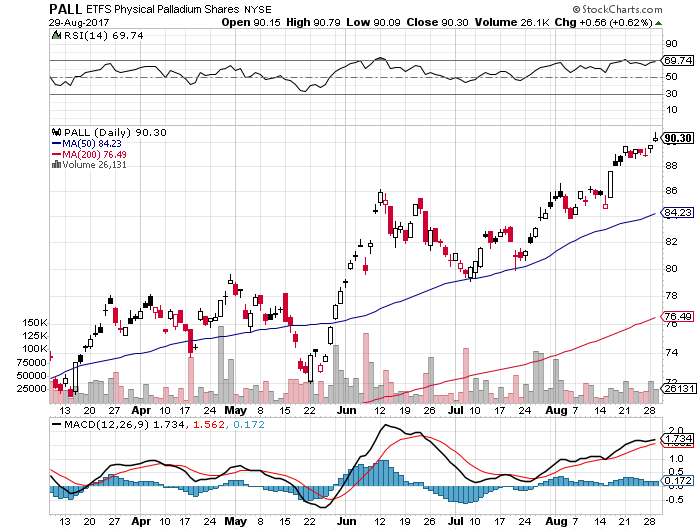 PALL ETFS Physical Palladium Shares NYSE © StockCharts.com
29-Aug-2017 Open 90.15 High 90.79 Low 90.09 Close 90.30 Volume 26.1K Chg +0.56 (+0.62%)
RSI(14) 69.74
90
69.74
50
30
10
PALL (Daily) 90.30
MA(50) 84.23
MA(200) 76.49
Volume 26,131
90.30
88
86
84.23
82
80
78
76.49
76
74
72
150K
125K
100K
75000
50000
25000
26131
13 20 27 Apr 10 17 24 May 8 15 22 Jun 12 19 26 Jul 10 17 24 Aug 7 14 21 28
MACD(12,26,9) 1.734, 1.562, 0.172
2.0
1.734
1.0
0.5
0.172
-0.5
13 20 27 Apr 10 17 24 May 8 15 22 Jun 12 19 26 Jul 10 17 24 Aug 7 14 21 28